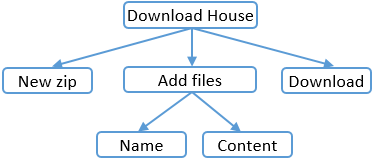 Download House
New zip
Add files
Download
Name
Content